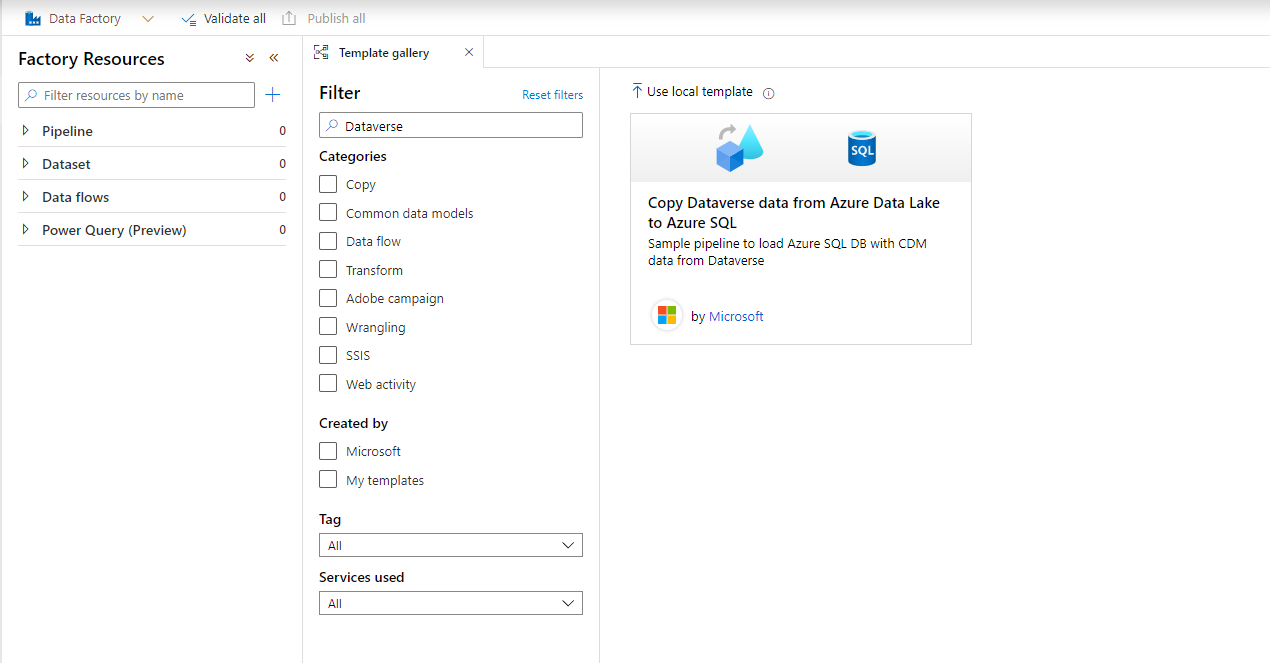 Data Factory
Validate all
Publish all
Factory Resources
Filter resources by name
Pipeline 0
Dataset 0
Data flows 0
Power Query (Preview) 0
Template gallery
Filter
Reset filters
Dataverse
Categories
Copy
Common data models
Data flow
Transform
Adobe campaign
Wrangling
SSIS
Web activity
Created by
Microsoft
My templates
Tag
All
Services used
All
Use local template
SQL
Copy Dataverse data from Azure Data Lake
to Azure SQL
Sample pipeline to load Azure SQL DB with CDM
data from Dataverse
by Microsoft